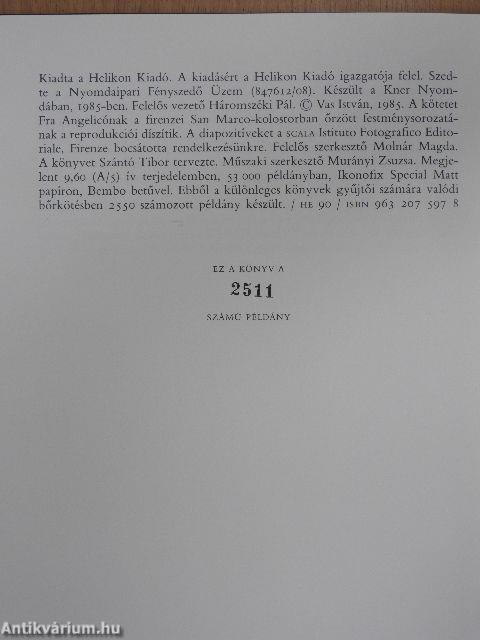 Kiadta a Helikon Kiadó. A kiadásért a Helikon Kiadó igazgatója felel. Szed-
te a Nyomdaipari Fényszedő Üzem (847612/08). Készült a Kner Nyom-
dában, 1985-ben. Felelős vezető Háromszéki Pál. © Vas István, 1985. A kötetet
Fra Angelicónak a firenzei San Marco-kolostorban őrzött festménysorozatá-
nak a reprodukciói díszítik. A diapozitíveket a SCALA Istituto Fotografico Edito-
riale, Firenze bocsátotta rendelkezésünkre. Felelős szerkesztő Molnár Magda.
A könyvet Szántó Tibor tervezte. Műszaki szerkesztő Murányi Zsuzsa. Megje-
lent 9,60 (A/5) ív terjedelemben, 53 000 példányban, Ikonofix Special Matt
papíron, Bembo betűvel. Ebből a különleges könyvek gyűjtői számára valódi
bőrkötésben 2550 számozott példány készült. / HE 90 / ISBN 963 207 597 8
EZ A KÖNYV A
2511
SZÁMÚ PÉLDÁNY
Antikvárium.hu